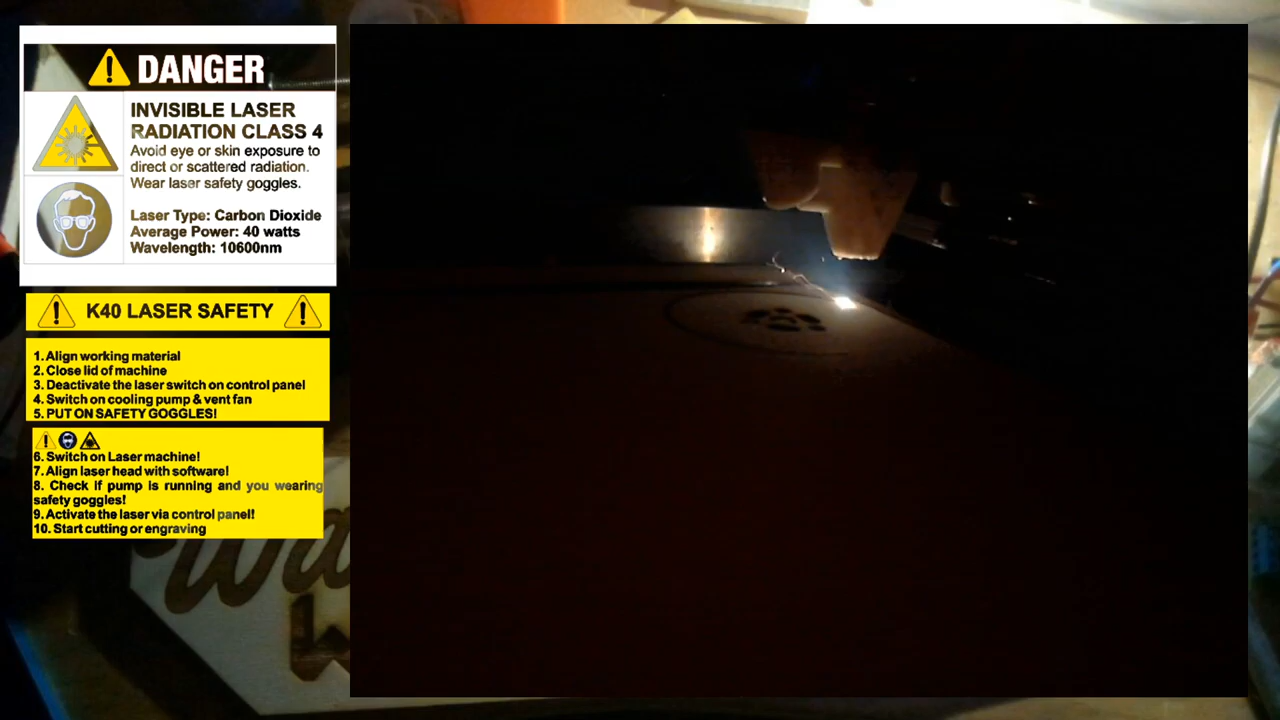 DANGER
INVISIBLE LASER
RADIATION CLASS 4
Avoid eye or skin exposure to
direct or scattered radiation.
Wear laser safety goggles.
Laser Type: Carbon Dioxide
Average Power: 40 watts
Wavelength: 10600nm
K40 LASER SAFETY
1. Align working material
2. Close lid of machine
3. Deactivate the laser switch on control panel
4. Switch on cooling pump & vent fan
5. PUT ON SAFETY GOGGLES!
6. Switch on Laser machine!
7. Align laser head with software!
8. Check if pump is running and you wearing
safety goggles!
9. Activate the laser via control panel!
10. Start cutting or engraving